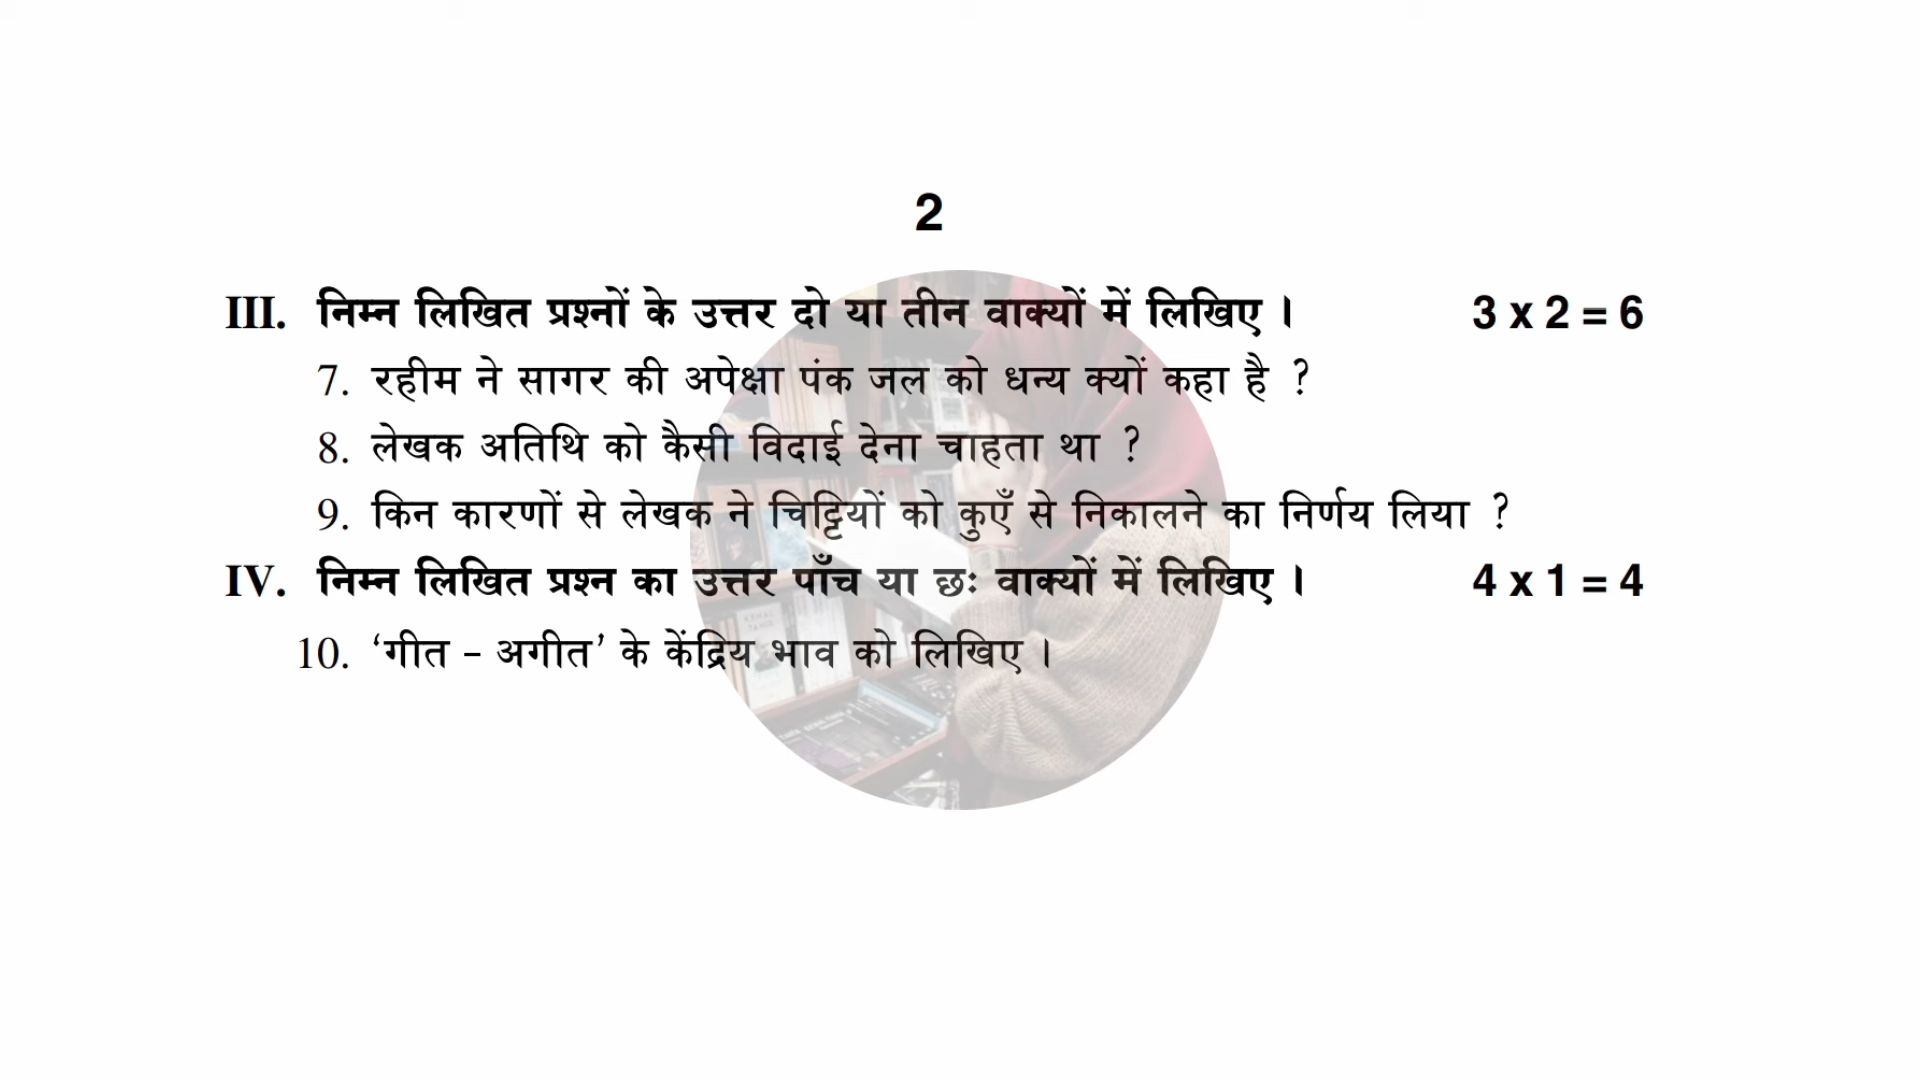 2
III. निम्न लिखित प्रश्नों के उत्तर दो या तीन वाक्यों में लिखिए । 3 x 2 = 6
7. रहीम ने सागर की अपेक्षा पंक जल को धन्य क्यों कहा है ?
8. लेखक अतिथि को कैसी विदाई देना चाहता था ?
9. किन कारणों से लेखक ने चिट्टियों को कुएँ से निकालने का निर्णय लिया ?
IV. निम्न लिखित प्रश्न का उत्तर पाँच या छः वाक्यों में लिखिए । 4 x 1 = 4
10. ‘गीत – अगीत’ के केंद्रिय भाव को लिखिए ।